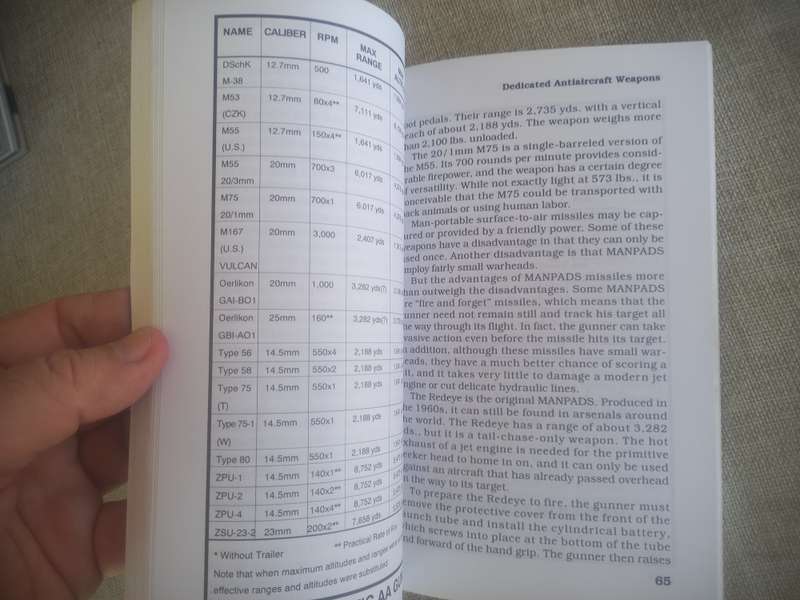 NAME CALIBER RPM MAX RANGE
DSchK M-38 12.7mm 500 1,641 yds
M53 (CZK) 12.7mm 80x4** 7,111 yds
M55 (U.S.) 12.7mm 150x4** 1,641 yds
M55 20/3mm 20mm 700x3 6,017 yds
M75 20/1mm 20mm 700x1 6,017 yds
M167 (U.S.) VULCAN 20mm 3,000 2,407 yds
Oerlikon GAI-BO1 20mm 1,000 3,282 yds(?)
Oerlikon GBI-AO1 25mm 160** 3,282 yds(?)
Type 56 14.5mm 550x4 2,188 yds
Type 58 14.5mm 550x2 2,188 yds
Type 75 (T) 14.5mm 550x1 2,188 yds
Type 75-1 (W) 14.5mm 550x1 2,188 yds
Type 80 14.5mm 550x1 2,188 yds
ZPU-1 14.5mm 140x1** 8,752 yds
ZPU-2 14.5mm 140x2** 8,752 yds
ZPU-4 14.5mm 140x4** 8,752 yds
ZSU-23-2 23mm 200x2** 7,656 yds
* Without Trailer ** Practical Rate of Fire
Note that when maximum altitudes and ranges were
effective ranges and altitudes were substituted
AA
Dedicated Antiaircraft Weapons
pedals. Their range is 2,735 yds. with a vertical
of about 2,188 yds. The weapon weighs more
2,100 lbs. unloaded.
The 20/1mm M75 is a single-barreled version of
the M55. Its 700 rounds per minute provides consid-
erable firepower, and the weapon has a certain degree
of versatility. While not exactly light at 573 lbs., it is
conceivable that the M75 could be transported with
pack animals or using human labor.
Man-portable surface-to-air missiles may be cap-
tured or provided by a friendly power. Some of these
weapons have a disadvantage in that they can only be
used once. Another disadvantage is that MANPADS
employ fairly small warheads.
But the advantages of MANPADS missiles more
than outweigh the disadvantages. Some MANPADS
are "fire and forget" missiles, which means that the
gunner need not remain still and track his target all
the way through its flight. In fact, the gunner can take
evasive action even before the missile hits its target.
In addition, although these missiles have small war-
heads, they have a much better chance of scoring a
hit, and it takes very little to damage a modern jet
engine or cut delicate hydraulic lines.
The Redeye is the original MANPADS. Produced in
the 1960s, it can still be found in arsenals around
the world. The Redeye has a range of about 3,282
yds., but it is a tail-chase-only weapon. The hot
exhaust of a jet engine is needed for the primitive
seeker head to home in on, and it can only be used
against an aircraft that has already passed overhead
on the way to its target.
To prepare the Redeye to fire, the gunner must
remove the protective cover from the front of the
launch tube and install the cylindrical battery,
which screws into place at the bottom of the tube
and forward of the hand grip. The gunner then raises
65